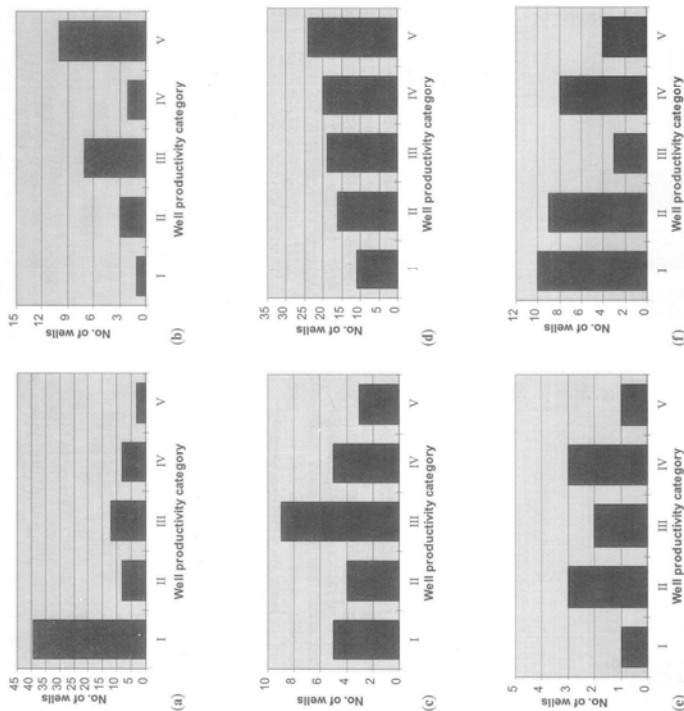 45
40
35
30
25
20
15
10
5
0
No. of wells
I II III IV V
Well productivity category
(a)
15
12
9
6
3
0
No. of wells
I II III IV V
Well productivity category
(b)
10
8
6
4
2
0
No. of wells
I II III IV V
Well productivity category
(c)
35
30
25
20
15
10
5
0
No. of wells
I II III IV V
Well productivity category
(d)
5
4
3
2
1
0
No. of wells
I II III IV V
Well productivity category
(e)
12
10
8
6
4
2
0
No. of wells
I II III IV V
Well productivity category
(f)